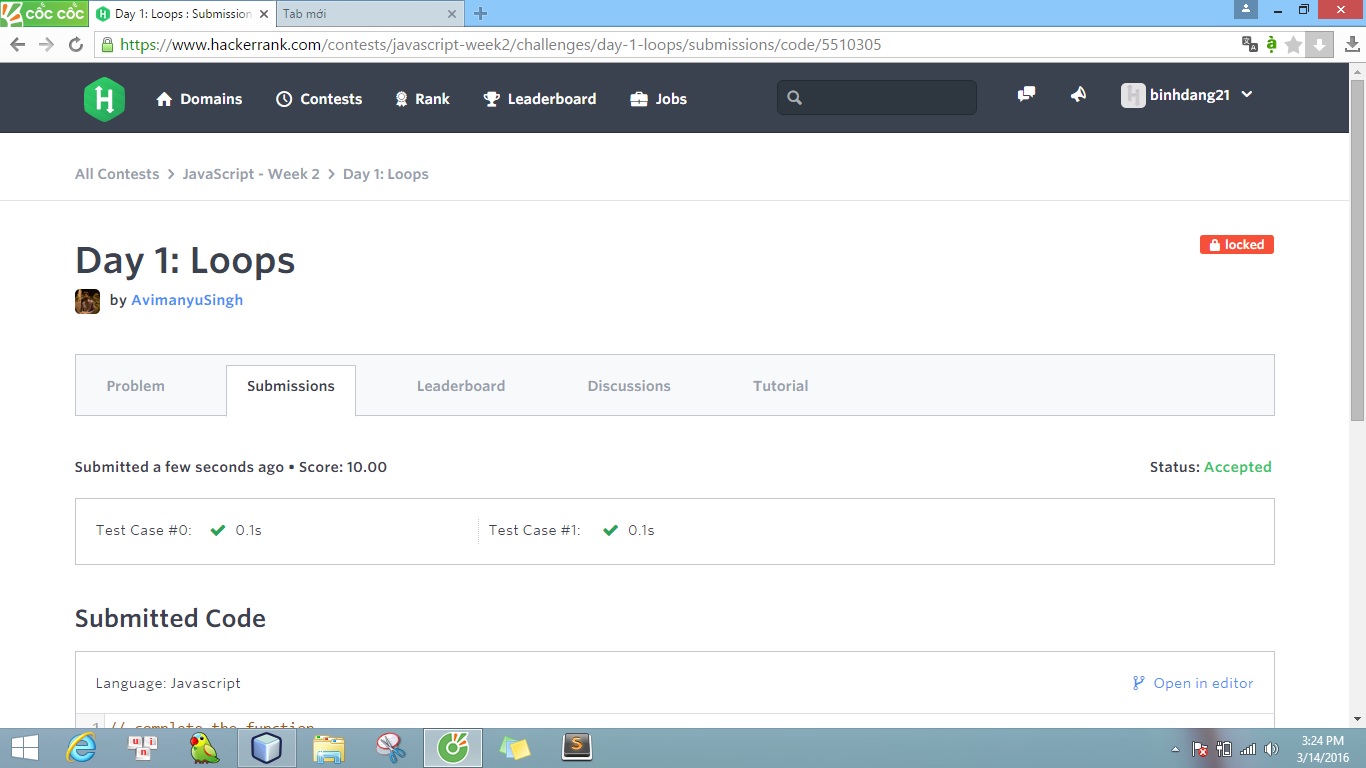 cốc cốc
Day 1: Loops : Submission
Tab mới
https://www.hackerrank.com/contests/javascript-week2/challenges/day-1-loops/submissions/code/5510305
H
Domains
Contests
Rank
Leaderboard
Jobs
binhdang21
All Contests > JavaScript - Week 2 > Day 1: Loops
Day 1: Loops
locked
by AvimanyuSingh
Problem
Submissions
Leaderboard
Discussions
Tutorial
Submitted a few seconds ago • Score: 10.00
Status: Accepted
Test Case #0: 0.1s
Test Case #1: 0.1s
Submitted Code
Language: Javascript
Open in editor
1 // complete the function
3:24 PM
3/14/2016